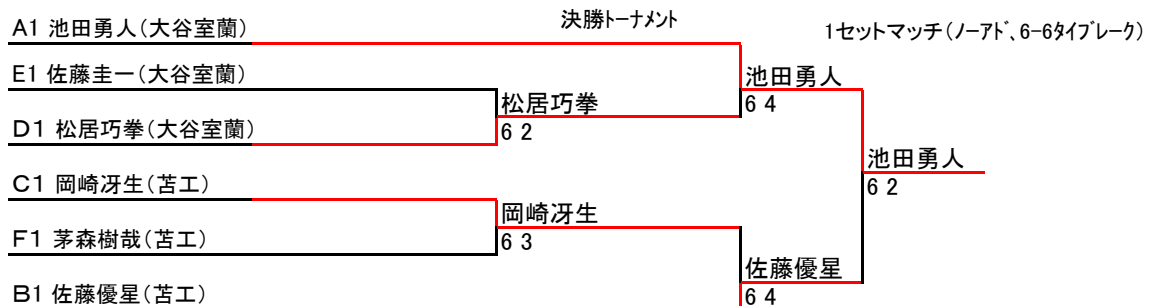 決勝トーナメント
1セットマッチ(ノーアド、6-6タイブレーク)
A1 池田勇人(大谷室蘭)
E1 佐藤圭一(大谷室蘭)
池田勇人
6 4
松居巧拳
6 2
D1 松居巧拳(大谷室蘭)
池田勇人
6 2
C1 岡崎冴生(苫工)
岡崎冴生
6 3
F1 茅森樹哉(苫工)
佐藤優星
6 4
B1 佐藤優星(苫工)